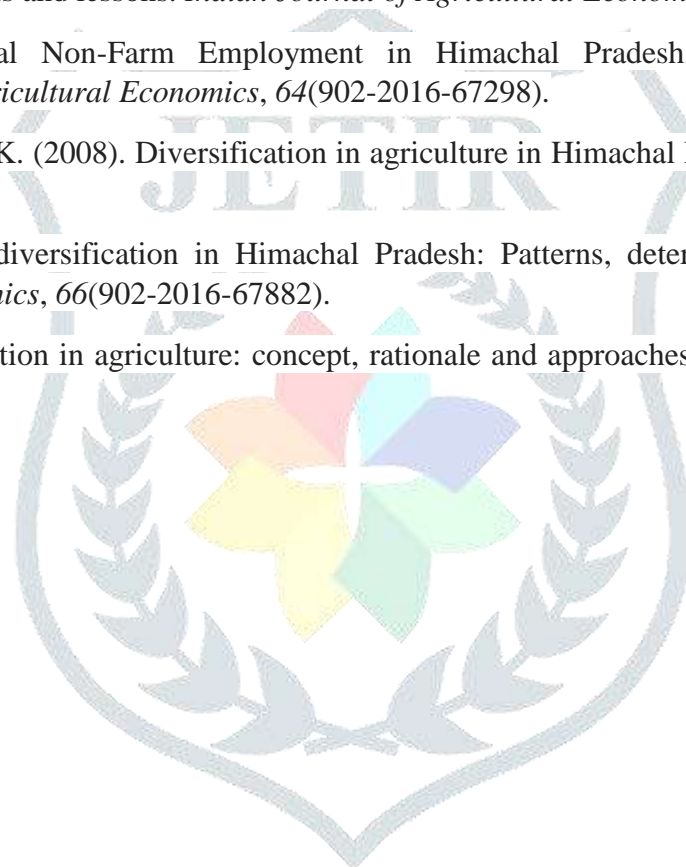 s and lessons. Indian Journal of Agricultural Econom
al Non-Farm Employment in Himachal Pradesh
ricultural Economics, 64(902-2016-67298).
JETIR
K. (2008). Diversification in agriculture in Himachal
diversification in Himachal Pradesh: Patterns, deter
nics, 66(902-2016-67882).
tion in agriculture: concept, rationale and approaches